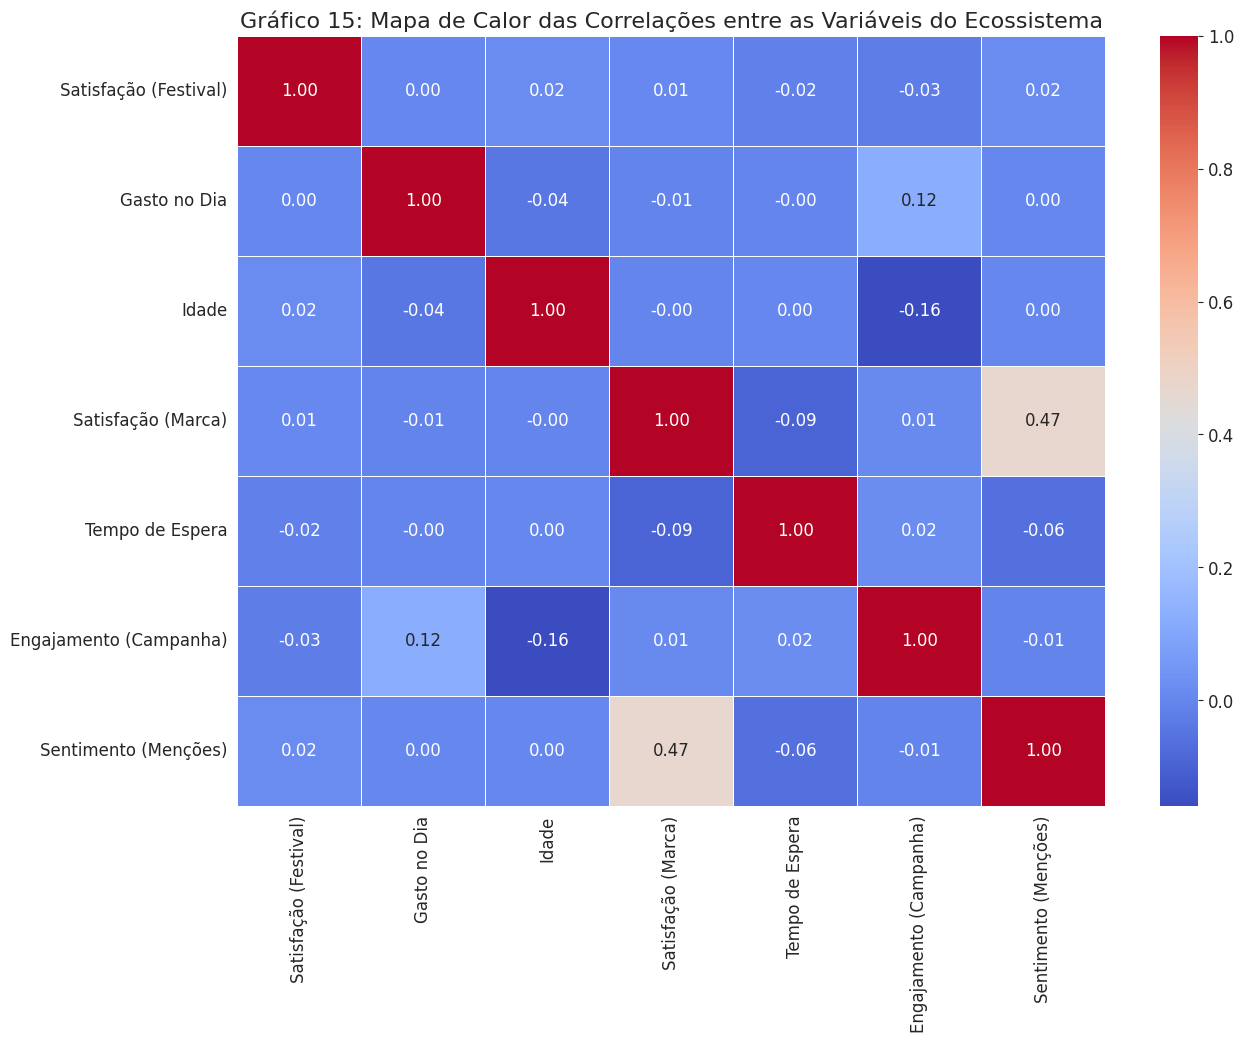 Gráfico 15: Mapa de Calor das Correlações entre as Variáveis do Ecossistema
Satisfação (Festival) 1.00 0.00 0.02 0.01 -0.02 -0.03 0.02
Gasto no Dia 0.00 1.00 -0.04 -0.01 -0.00 0.12 0.00
Idade 0.02 -0.04 1.00 -0.00 0.00 -0.16 0.00
Satisfação (Marca) 0.01 -0.01 -0.00 1.00 -0.09 0.01 0.47
Tempo de Espera -0.02 -0.00 0.00 -0.09 1.00 0.02 -0.06
Engajamento (Campanha) -0.03 0.12 -0.16 0.01 0.02 1.00 -0.01
Sentimento (Menções) 0.02 0.00 0.00 0.47 -0.06 -0.01 1.00
Satisfação (Festival)
Gasto no Dia
Idade
Satisfação (Marca)
Tempo de Espera
Engajamento (Campanha)
Sentimento (Menções)
1.0
0.8
0.6
0.4
0.2
0.0